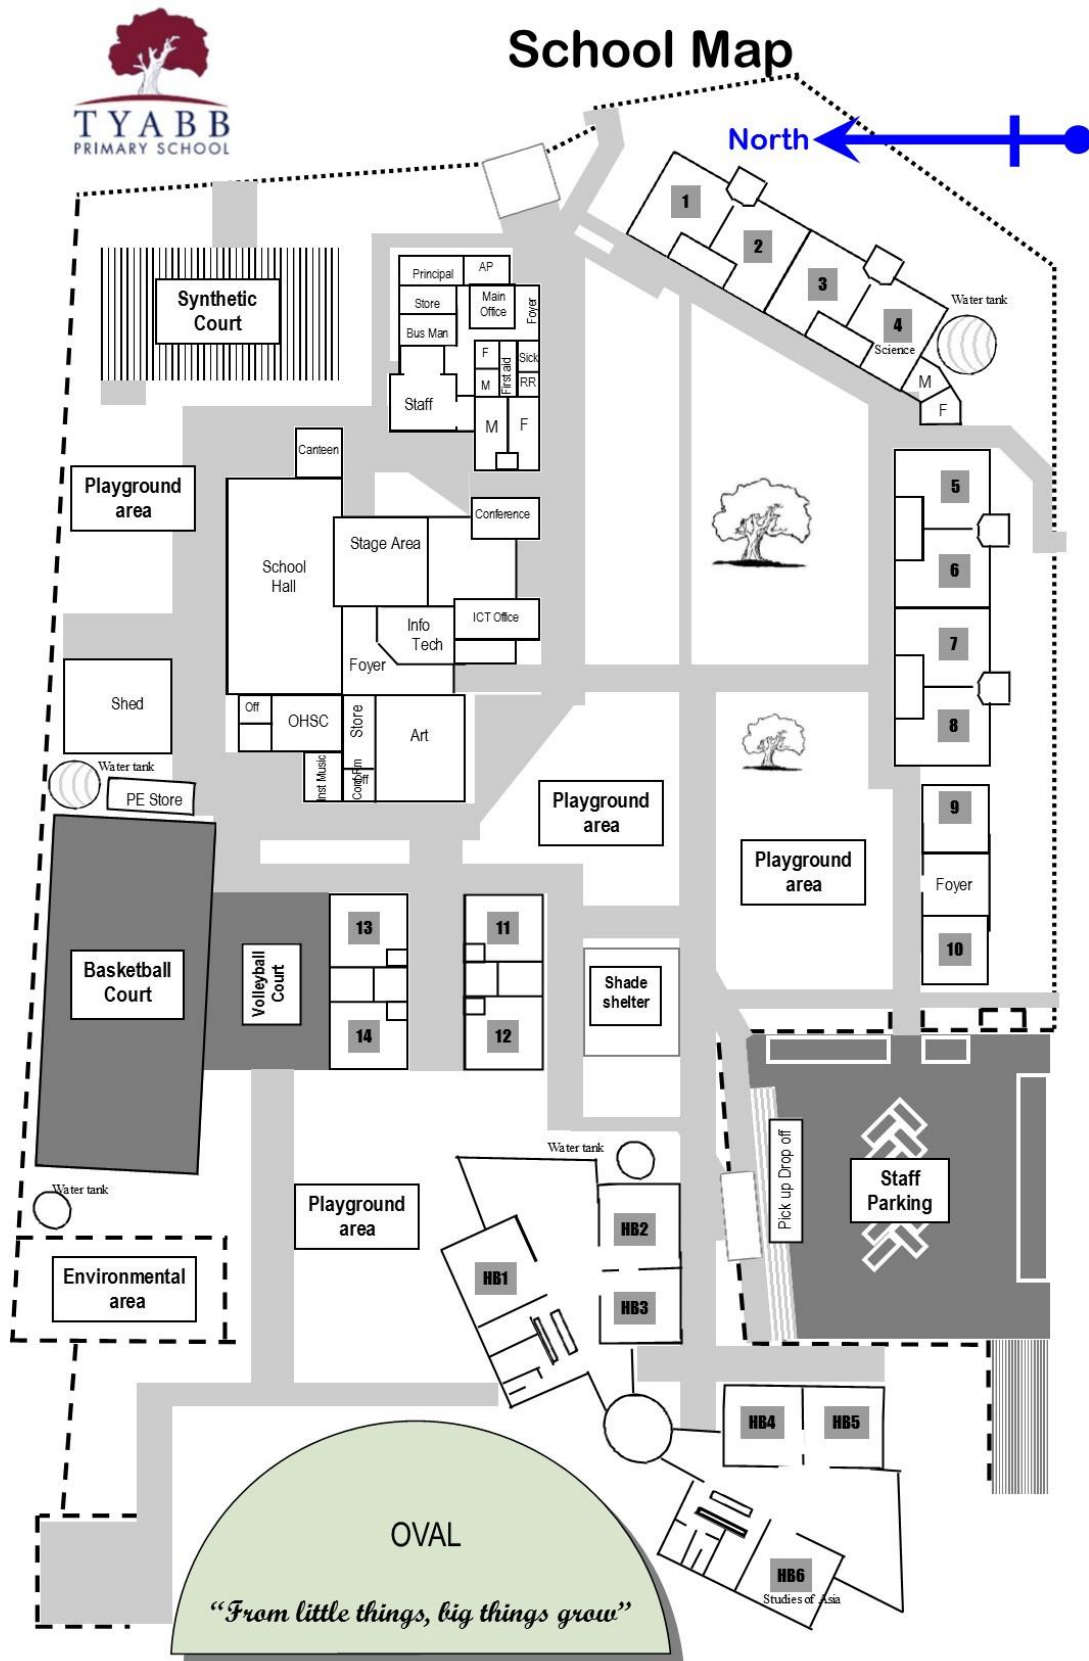 School Map
TYABB
PRIMARY SCHOOL
North
1
2
3
4
Science
Water tank
M
F
Synthetic
Court
Principal
AP
Store
Main
Office
Foyer
Bus Man
F
First aid
Sick
M
RR
Staff
M
F
Canteen
Playground
area
5
6
7
8
Conference
Stage Area
School
Hall
Info
Tech
ICT Office
Foyer
Shed
Off
OHSC
Store
Art
Water tank
PE Store
Inst Music
Off
Playground
area
Playground
area
9
Foyer
10
13
11
Basketball
Court
Volleyball
Court
Shade
shelter
14
12
Water tank
Pick up Drop off
Staff
Parking
Water tank
Playground
area
HB2
HB1
HB3
Environmental
area
HB4
HB5
OVAL
"From little things, big things grow"
HB6
Studies of Asia